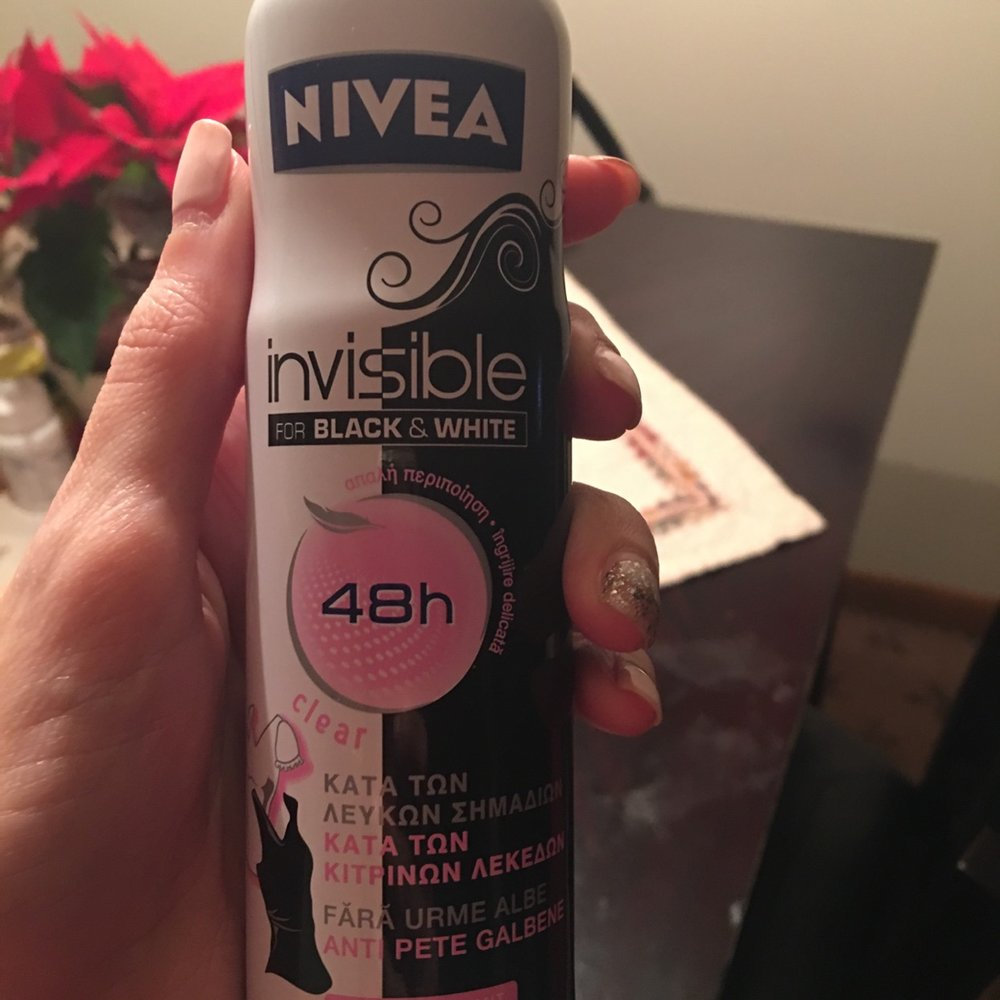 NIVEA
invisible
FOR BLACK & WHITE
απαλή περιποίηση • îngrijire delicată
48h
clear
ΚΑΤΑ ΤΩΝ
ΛΕΥΚΩΝ ΣΗΜΑΔΙΩΝ
ΚΑΤΑ ΤΩΝ
ΚΙΤΡΙΝΩΝ ΛΕΚΕΔΩΝ
FĂRĂ URME ALBE
ANTI PETE GALBENE